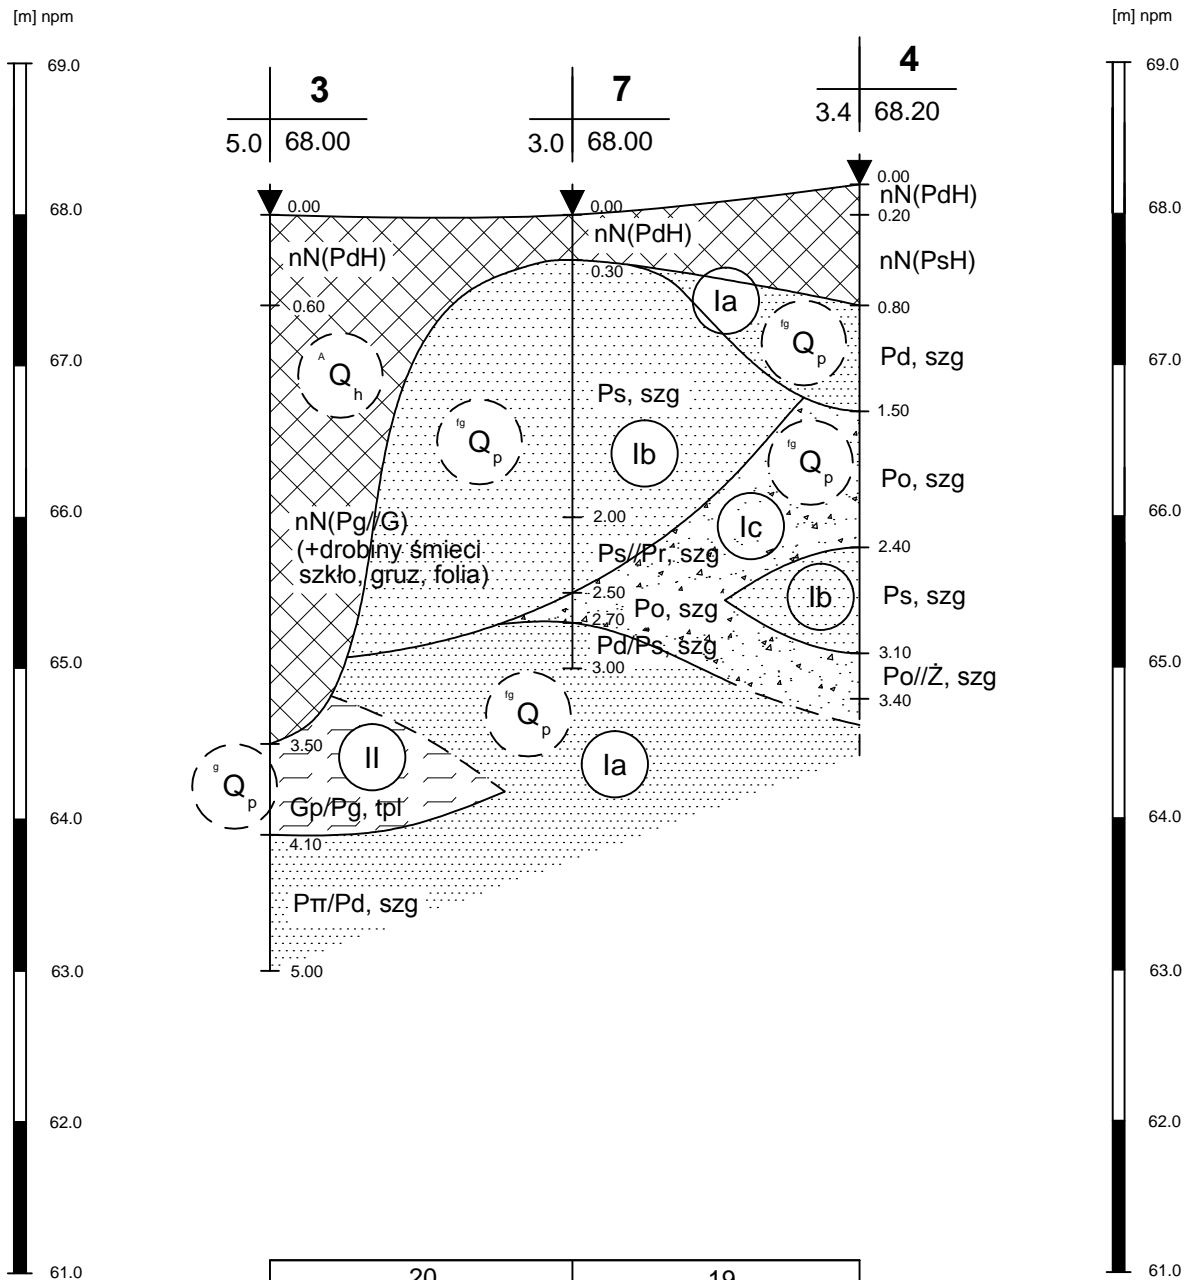 [m] npm
[m] npm
69.0
68.0
67.0
66.0
65.0
64.0
63.0
62.0
61.0
3
5.0 68.00
7
3.0 68.00
4
3.4 68.20
0.00
nN(PdH)
0.60
A
Q
h
nN(Pg//G)
(+drobiny śmieci
szkło, gruz, folia)
3.50
g
Q
p
II
Gp/Pg, tpl
4.10
Pπ/Pd, szg
5.00
fg
Q
p
0.00
nN(PdH)
0.30
Ps, szg
Ib
2.00
Ps//Pr, szg
2.50
Po, szg
2.70
Pd/Ps, szg
3.00
fg
Q
p
Ia
0.00
nN(PdH)
0.20
nN(PsH)
0.80
Ia
fg
Q
p
Pd, szg
1.50
fg
Q
p
Po, szg
Ic
2.40
Ib
Ps, szg
3.10
Po//Ż, szg
3.40
69.0
68.0
67.0
66.0
65.0
64.0
63.0
62.0
61.0
20
19